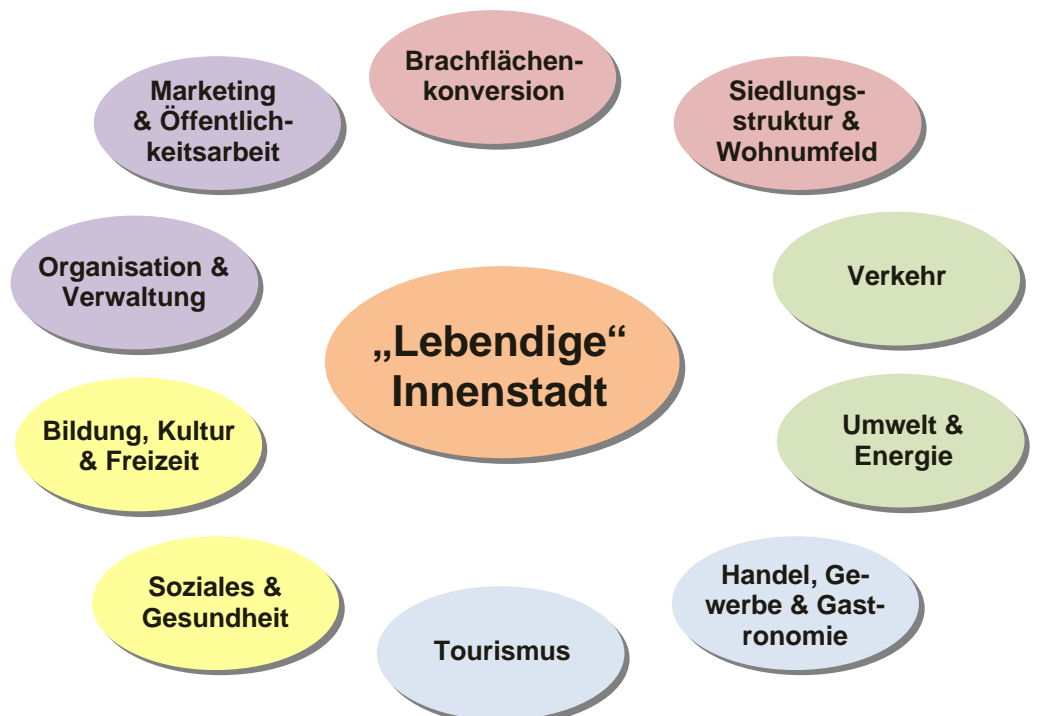 Brachflächen-
konversion
Marketing
& Öffentlich-
keitsarbeit
Siedlungs-
struktur &
Wohnumfeld
Organisation &
Verwaltung
Verkehr
„Lebendige“
Innenstadt
Bildung, Kultur
& Freizeit
Umwelt &
Energie
Soziales &
Gesundheit
Handel, Ge-
werbe & Gast-
ronomie
Tourismus